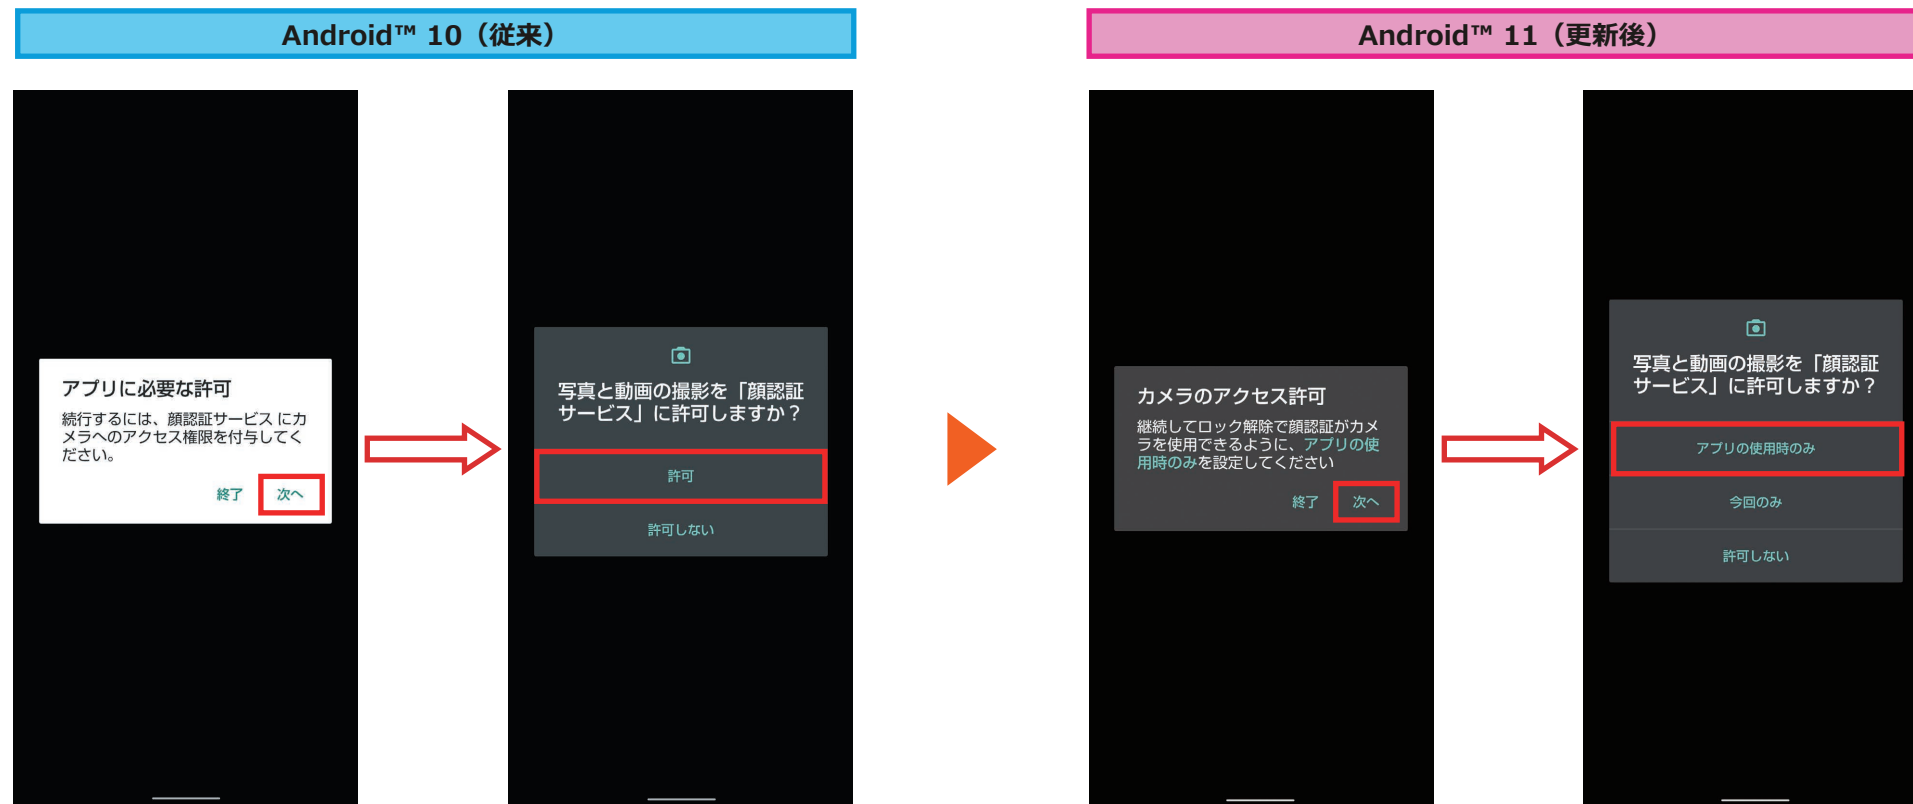 Android™ 10（従来）
Android™ 11（更新後）
アプリに必要な許可
続行するには、顔認証サービス にカ
メラへのアクセス権限を付与してく
ださい。
終了 次へ
写真と動画の撮影を「顔認証
サービス」に許可しますか？
許可
許可しない
カメラのアクセス許可
継続してロック解除で顔認証がカメ
ラを使用できるように、アプリの使
用時のみを設定してください
終了 次へ
写真と動画の撮影を「顔認証
サービス」に許可しますか？
アプリの使用時のみ
今回のみ
許可しない